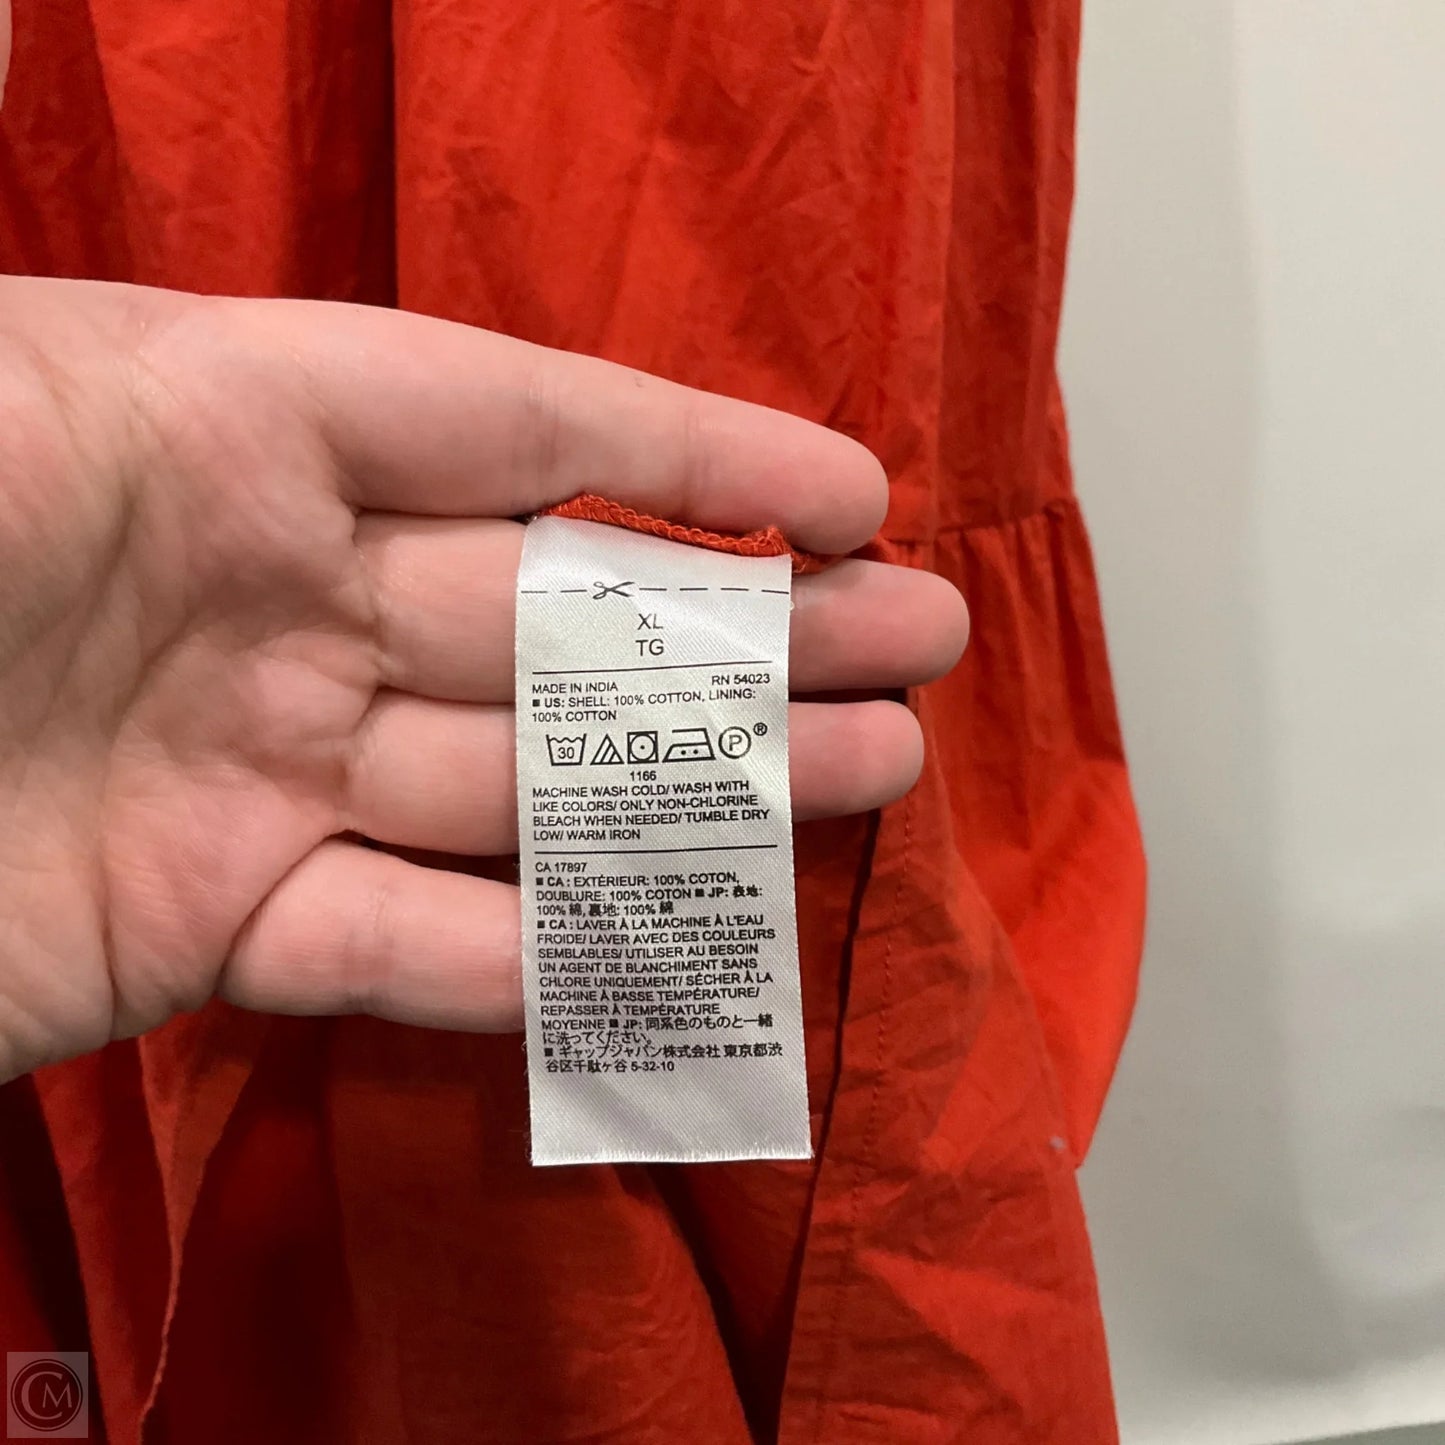 XL
TG
MADE IN INDIA RN 54023
■ US: SHELL: 100% COTTON, LINING:
100% COTTON
30 P®
1166
MACHINE WASH COLD/ WASH WITH
LIKE COLORS/ ONLY NON-CHLORINE
BLEACH WHEN NEEDED/ TUMBLE DRY
LOW/ WARM IRON
CA 17897
■ CA : EXTÉRIEUR: 100% COTON,
DOUBLURE: 100% COTON ■ JP: 表地:
100% 綿, 裏地: 100% 綿
■ CA : LAVER À LA MACHINE À L'EAU
FROIDE/ LAVER AVEC DES COULEURS
SEMBLABLES/ UTILISER AU BESOIN
UN AGENT DE BLANCHIMENT SANS
CHLORE UNIQUEMENT/ SÉCHER À LA
MACHINE À BASSE TEMPÉRATURE/
REPASSER À TEMPÉRATURE
MOYENNE ■ JP: 同系色のものと一緒
に洗ってください。
■ ギャップジャパン株式会社 東京都渋
谷区千駄ヶ谷 5-32-10
CM